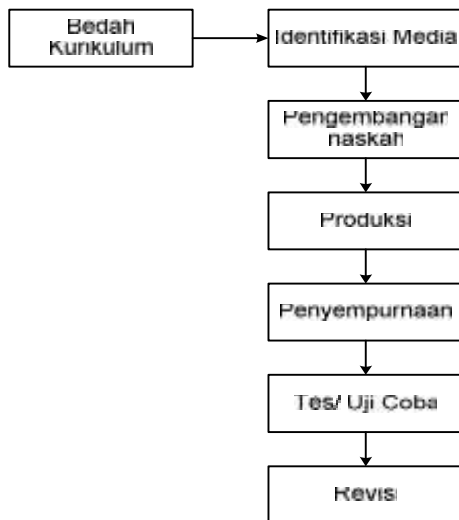 Bedah
Kurikulum
Identifikasi Media
Pengembangan
naskah
Produksi
Penyempurnaan
Tes/ Uji Coba
Revisi